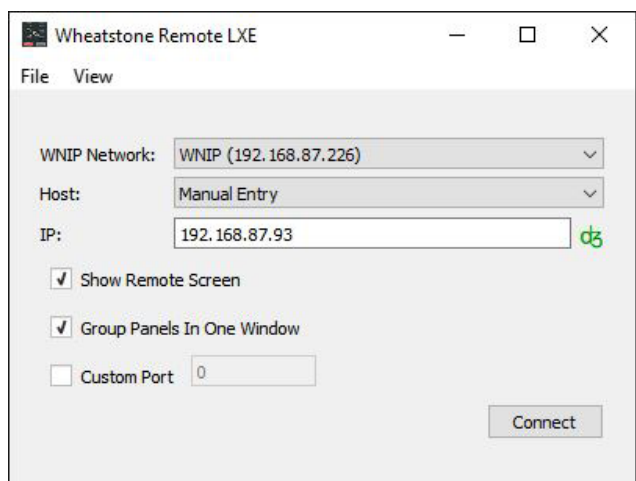 Wheatstone Remote LXE
File View
WNIP Network: WNIP (192.168.87.226)
Host: Manual Entry
IP: 192.168.87.93 ʤ
Show Remote Screen
Group Panels In One Window
Custom Port 0
Connect